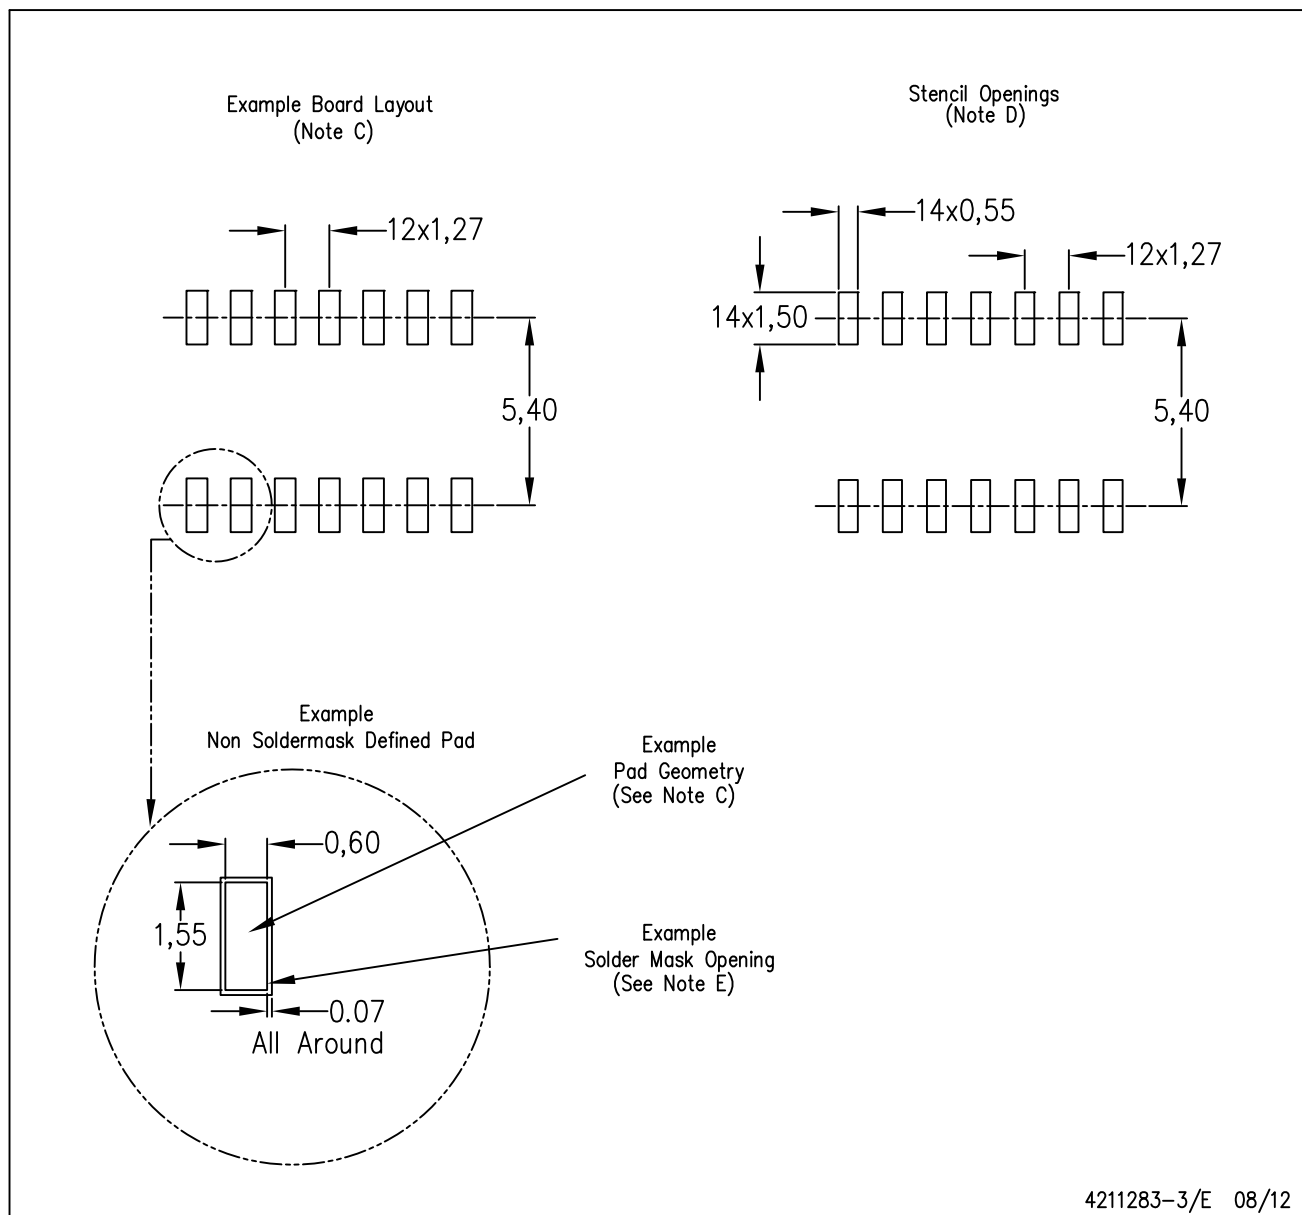 Example Board Layout
(Note C)
Stencil Openings
(Note D)
12x1,27
5,40
14x0,55
12x1,27
14x1,50
5,40
Example
Non Soldermask Defined Pad
Example
Pad Geometry
(See Note C)
0,60
1,55
Example
Solder Mask Opening
(See Note E)
0.07
All Around
4211283-3/E 08/12